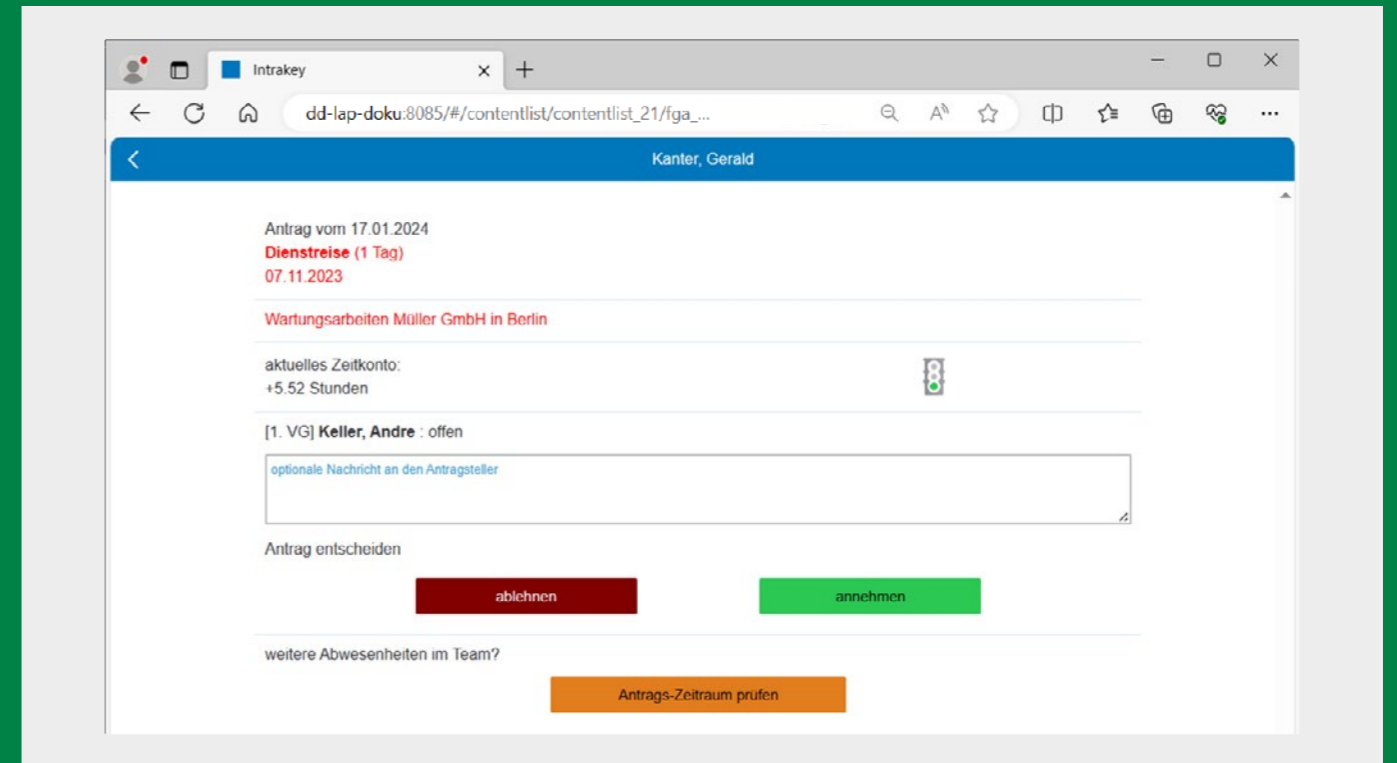 Intrakey
dd-lap-doku:8085/#/contentlist/contentlist_21/fga_...
Kanter, Gerald
Antrag vom 17.01.2024
Dienstreise (1 Tag)
07.11.2023
Wartungsarbeiten Müller GmbH in Berlin
aktuelles Zeitkonto:
+5.52 Stunden
[1. VG] Keller, Andre : offen
optionale Nachricht an den Antragsteller
Antrag entscheiden
ablehnen annehmen
weitere Abwesenheiten im Team?
Antrags-Zeitraum prüfen